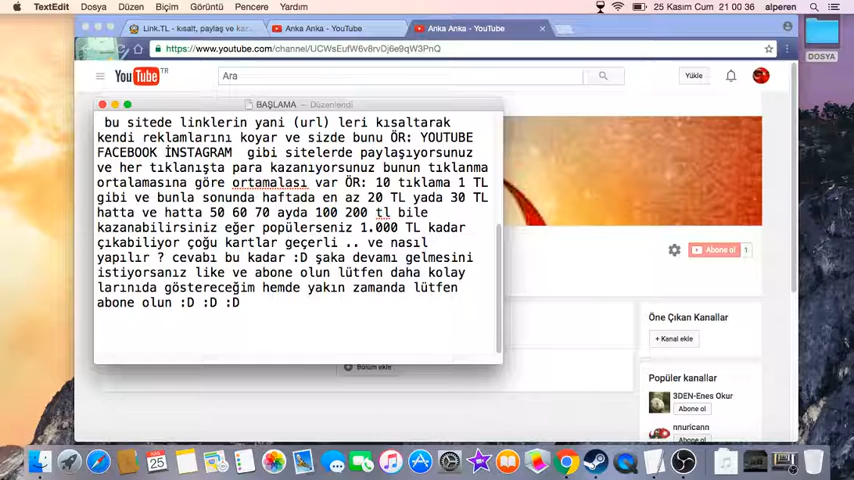 TextEdit Dosya Düzen Biçim Görüntü Pencere Yardım
25 Kasım Cum 21 00 36 alperen
Link.TL - kısalt, paylaş ve kaz
Anka Anka - YouTube
Anka Anka - YouTube
https://www.youtube.com/channel/UCWsEufW6v8rvDj6e9qW3PnQ
YouTube TR
Ara
Yükle
DOSYA
BAŞLAMA — Düzenlendi
bu sitede linklerin yani (url) leri kısaltarak
kendi reklamlarını koyar ve sizde bunu ÖR: YOUTUBE
FACEBOOK İNSTAGRAM gibi sitelerde paylaşıyorsunuz
ve her tıklanışta para kazanıyorsunuz bunun tıklanma
ortalamasına göre ortamalası var ÖR: 10 tıklama 1 TL
gibi ve bunla sonunda haftada en az 20 TL yada 30 TL
hatta ve hatta 50 60 70 ayda 100 200 tl bile
kazanabilirsiniz eğer popülerseniz 1.000 TL kadar
çıkabiliyor çoğu kartlar geçerli .. ve nasıl
yapılır ? cevabı bu kadar :D şaka devamı gelmesini
istiyorsanız like ve abone olun lütfen daha kolay
larınıda göstereceğim hemde yakın zamanda lütfen
abone olun :D :D :D
Abone ol 1
Öne Çıkan Kanallar
+ Kanal ekle
Bölüm ekle
Popüler kanallar
3DEN-Enes Okur
Abone ol
nnuricann
Abone ol
25